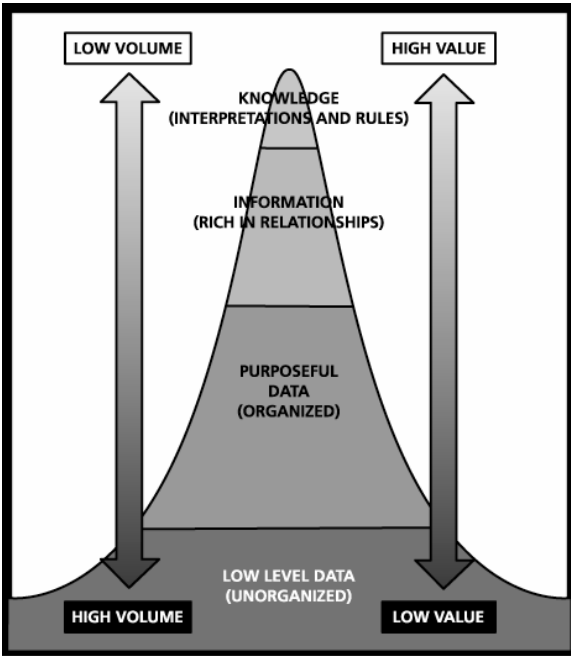 LOW VOLUME
HIGH VALUE
KNOWLEDGE
(INTERPRETATIONS AND RULES)
INFORMATION
(RICH IN RELATIONSHIPS)
PURPOSEFUL
DATA
(ORGANIZED)
LOW LEVEL DATA
(UNORGANIZED)
HIGH VOLUME
LOW VALUE